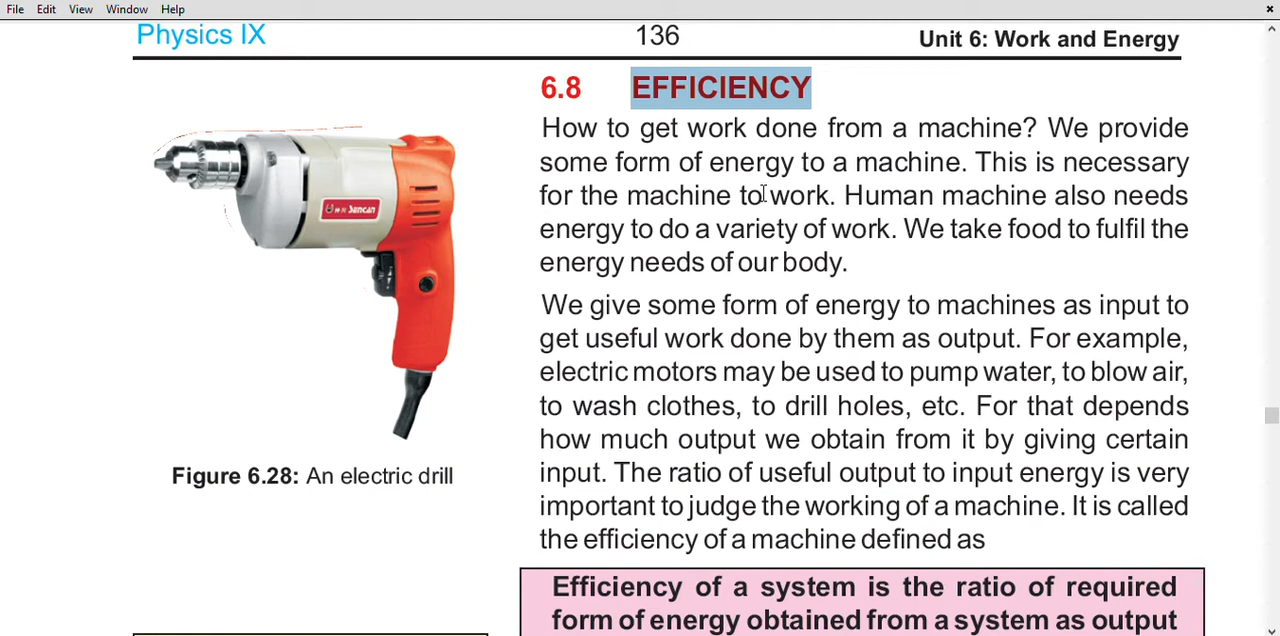 File Edit View Window Help
Physics IX 136 Unit 6: Work and Energy
6.8 EFFICIENCY
How to get work done from a machine? We provide
some form of energy to a machine. This is necessary
for the machine to work. Human machine also needs
energy to do a variety of work. We take food to fulfil the
energy needs of our body.
We give some form of energy to machines as input to
get useful work done by them as output. For example,
electric motors may be used to pump water, to blow air,
to wash clothes, to drill holes, etc. For that depends
how much output we obtain from it by giving certain
input. The ratio of useful output to input energy is very
important to judge the working of a machine. It is called
the efficiency of a machine defined as
Efficiency of a system is the ratio of required
form of energy obtained from a system as output
Figure 6.28: An electric drill